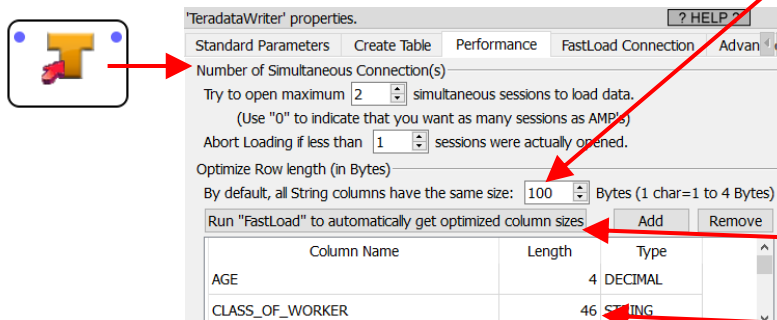 'TeradataWriter' properties.
? HELP ?
Standard Parameters Create Table Performance FastLoad Connection Advan
Number of Simultaneous Connection(s)
Try to open maximum 2 simultaneous sessions to load data.
(Use "0" to indicate that you want as many sessions as AMP's)
Abort Loading if less than 1 sessions were actually opened.
Optimize Row length (in Bytes)
By default, all String columns have the same size: 100 Bytes (1 char=1 to 4 Bytes)
Run "FastLoad" to automatically get optimized column sizes Add Remove
Column Name Length Type
AGE 4 DECIMAL
CLASS_OF_WORKER 46 STRING